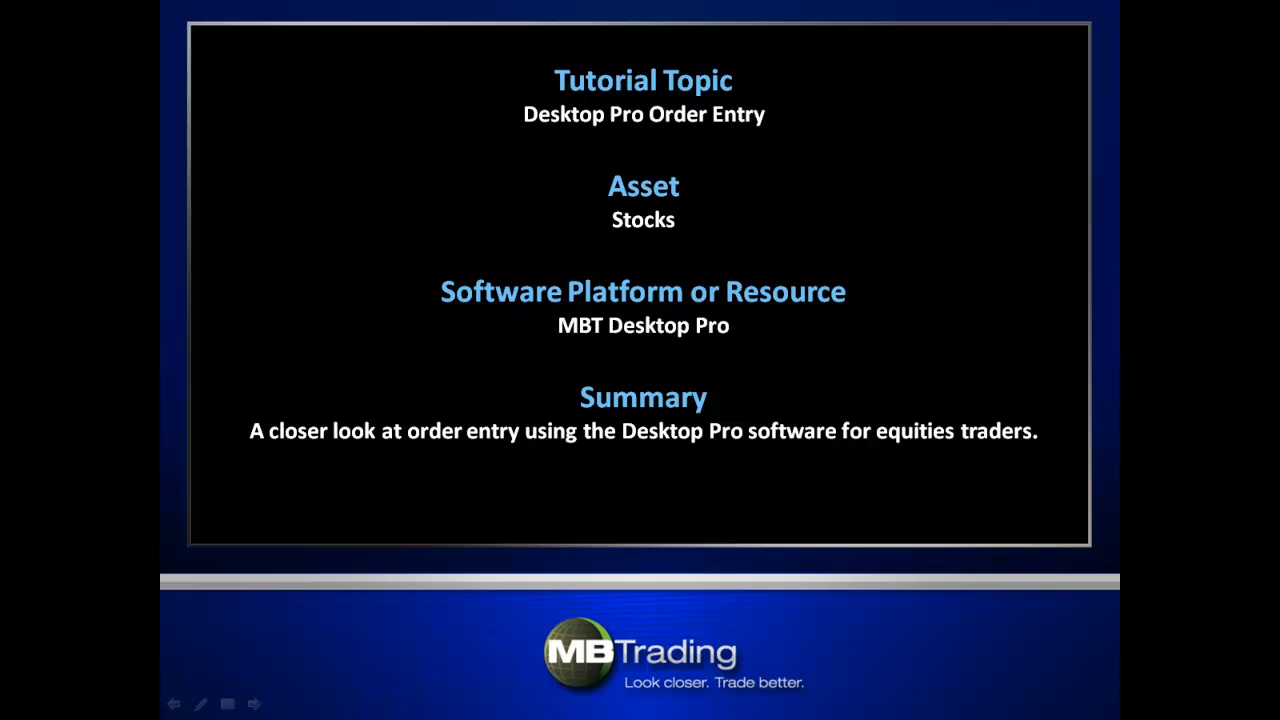 Tutorial Topic
Desktop Pro Order Entry
Asset
Stocks
Software Platform or Resource
MBT Desktop Pro
Summary
A closer look at order entry using the Desktop Pro software for equities traders.
MBTrading
Look closer. Trade better.